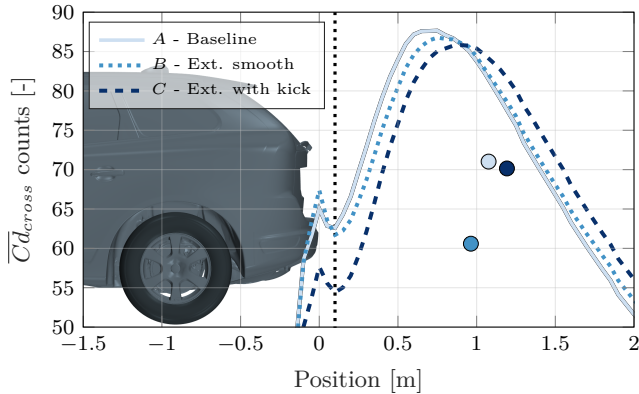 90
85
80
75
70
65
60
55
50
A - Baseline
B - Ext. smooth
C - Ext. with kick
-1.5 -1 -0.5 0 0.5 1 1.5 2
Position [m]
C̅d̅cross counts [-]